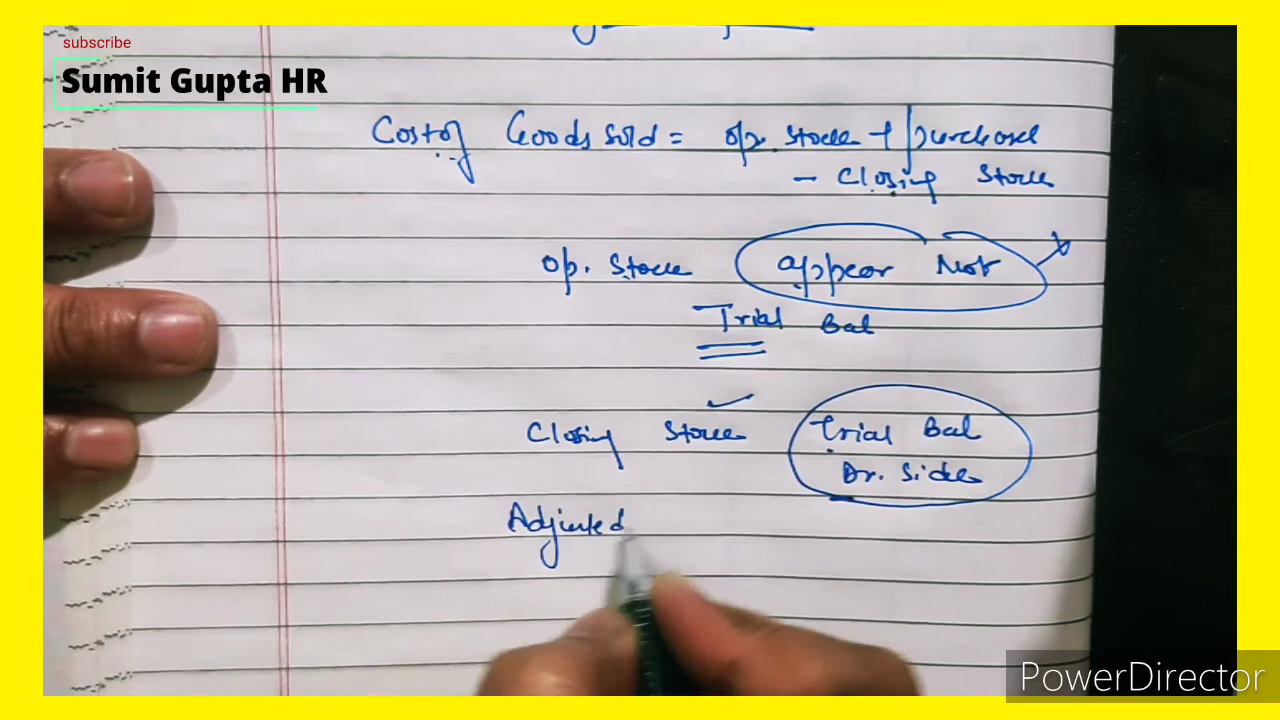 subscribe
Sumit Gupta HR
Cost of Goods sold = op. stock + purchases
- Closing Stock
op. Stock appear Not
Trial Bal
Closing Stock Trial Bal
Dr. Side
Adjusted
PowerDirector